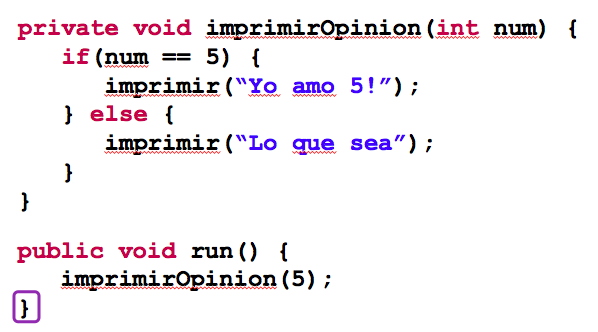 private void imprimirOpinion(int num) {
if(num == 5) {
imprimir(“Yo amo 5!”);
} else {
imprimir(“Lo que sea”);
}
}
public void run() {
imprimirOpinion(5);
}